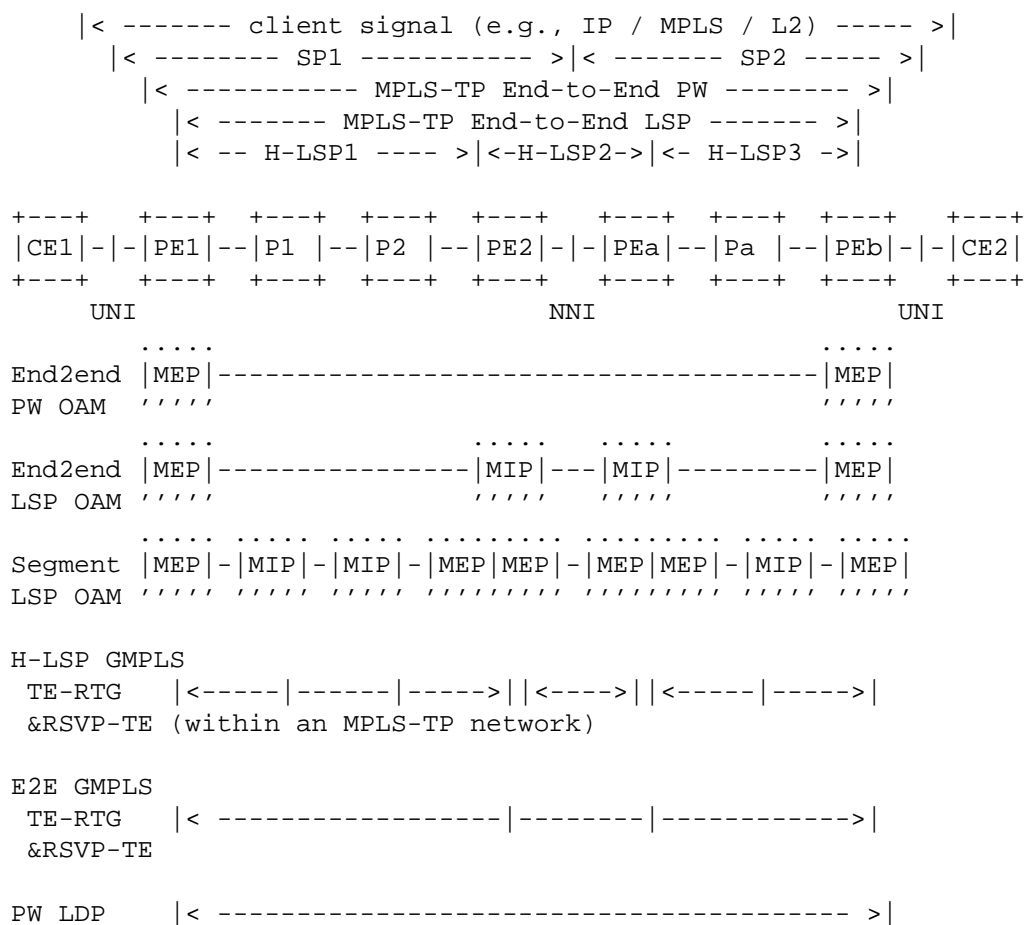 |< ------- client signal (e.g., IP / MPLS / L2) ----- >|
|< -------- SP1 ----------- >|< ------- SP2 ----- >|
|< ----------- MPLS-TP End-to-End PW -------- >|
|< ------- MPLS-TP End-to-End LSP ------- >|
|< -- H-LSP1 ---- >|<-H-LSP2->|<- H-LSP3 ->|
+---+ +---+ +---+ +---+ +---+ +---+ +---+ +---+ +---+
|CE1|-|-|PE1|--|P1 |--|P2 |--|PE2|-|-|PEa|--|Pa |--|PEb|-|-|CE2|
+---+ +---+ +---+ +---+ +---+ +---+ +---+ +---+ +---+
UNI NNI UNI
..... .....
End2end |MEP|--------------------------------------|MEP|
PW OAM ''''' '''''
..... ..... ..... .....
End2end |MEP|----------------|MIP|---|MIP|---------|MEP|
LSP OAM ''''' ''''' ''''' '''''
..... ..... ..... ......... ......... ..... .....
Segment |MEP|-|MIP|-|MIP|-|MEP|MEP|-|MEP|MEP|-|MIP|-|MEP|
LSP OAM ''''' ''''' ''''' ''''''''' ''''''''' ''''' '''''
H-LSP GMPLS
TE-RTG |<-----|------|----->||<---->||<-----|----->|
&RSVP-TE (within an MPLS-TP network)
E2E GMPLS
TE-RTG |< ------------------|--------|------------>|
&RSVP-TE
PW LDP |< ---------------------------------------- >|